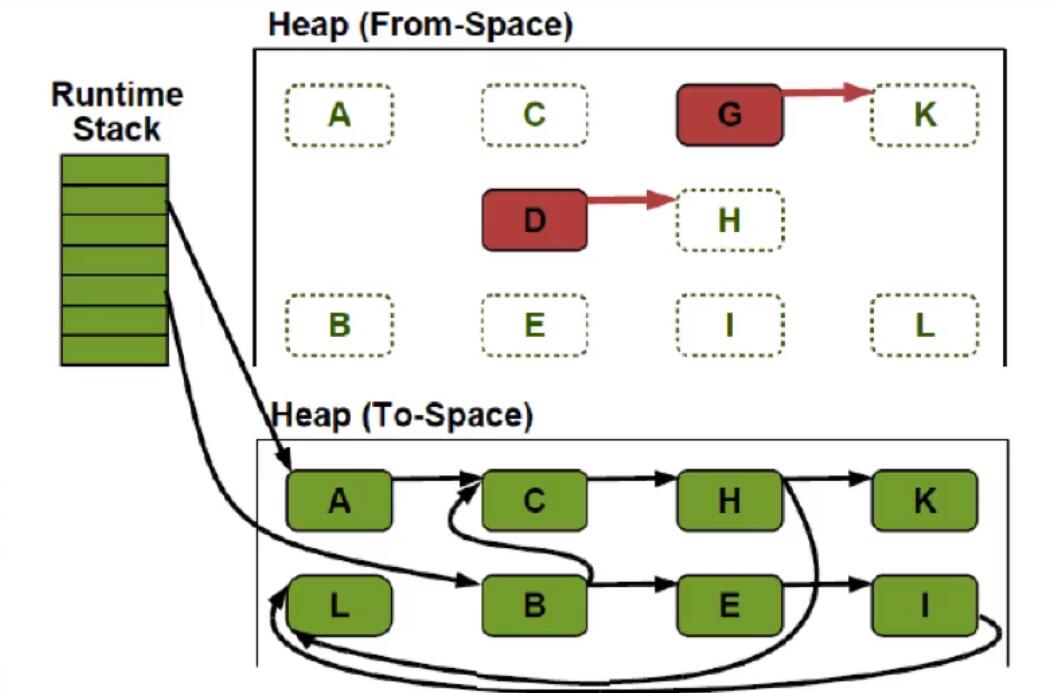 Heap (From-Space)
Runtime
Stack
A C G K
D H
B E I L
Heap (To-Space)
A C H K
L B E I